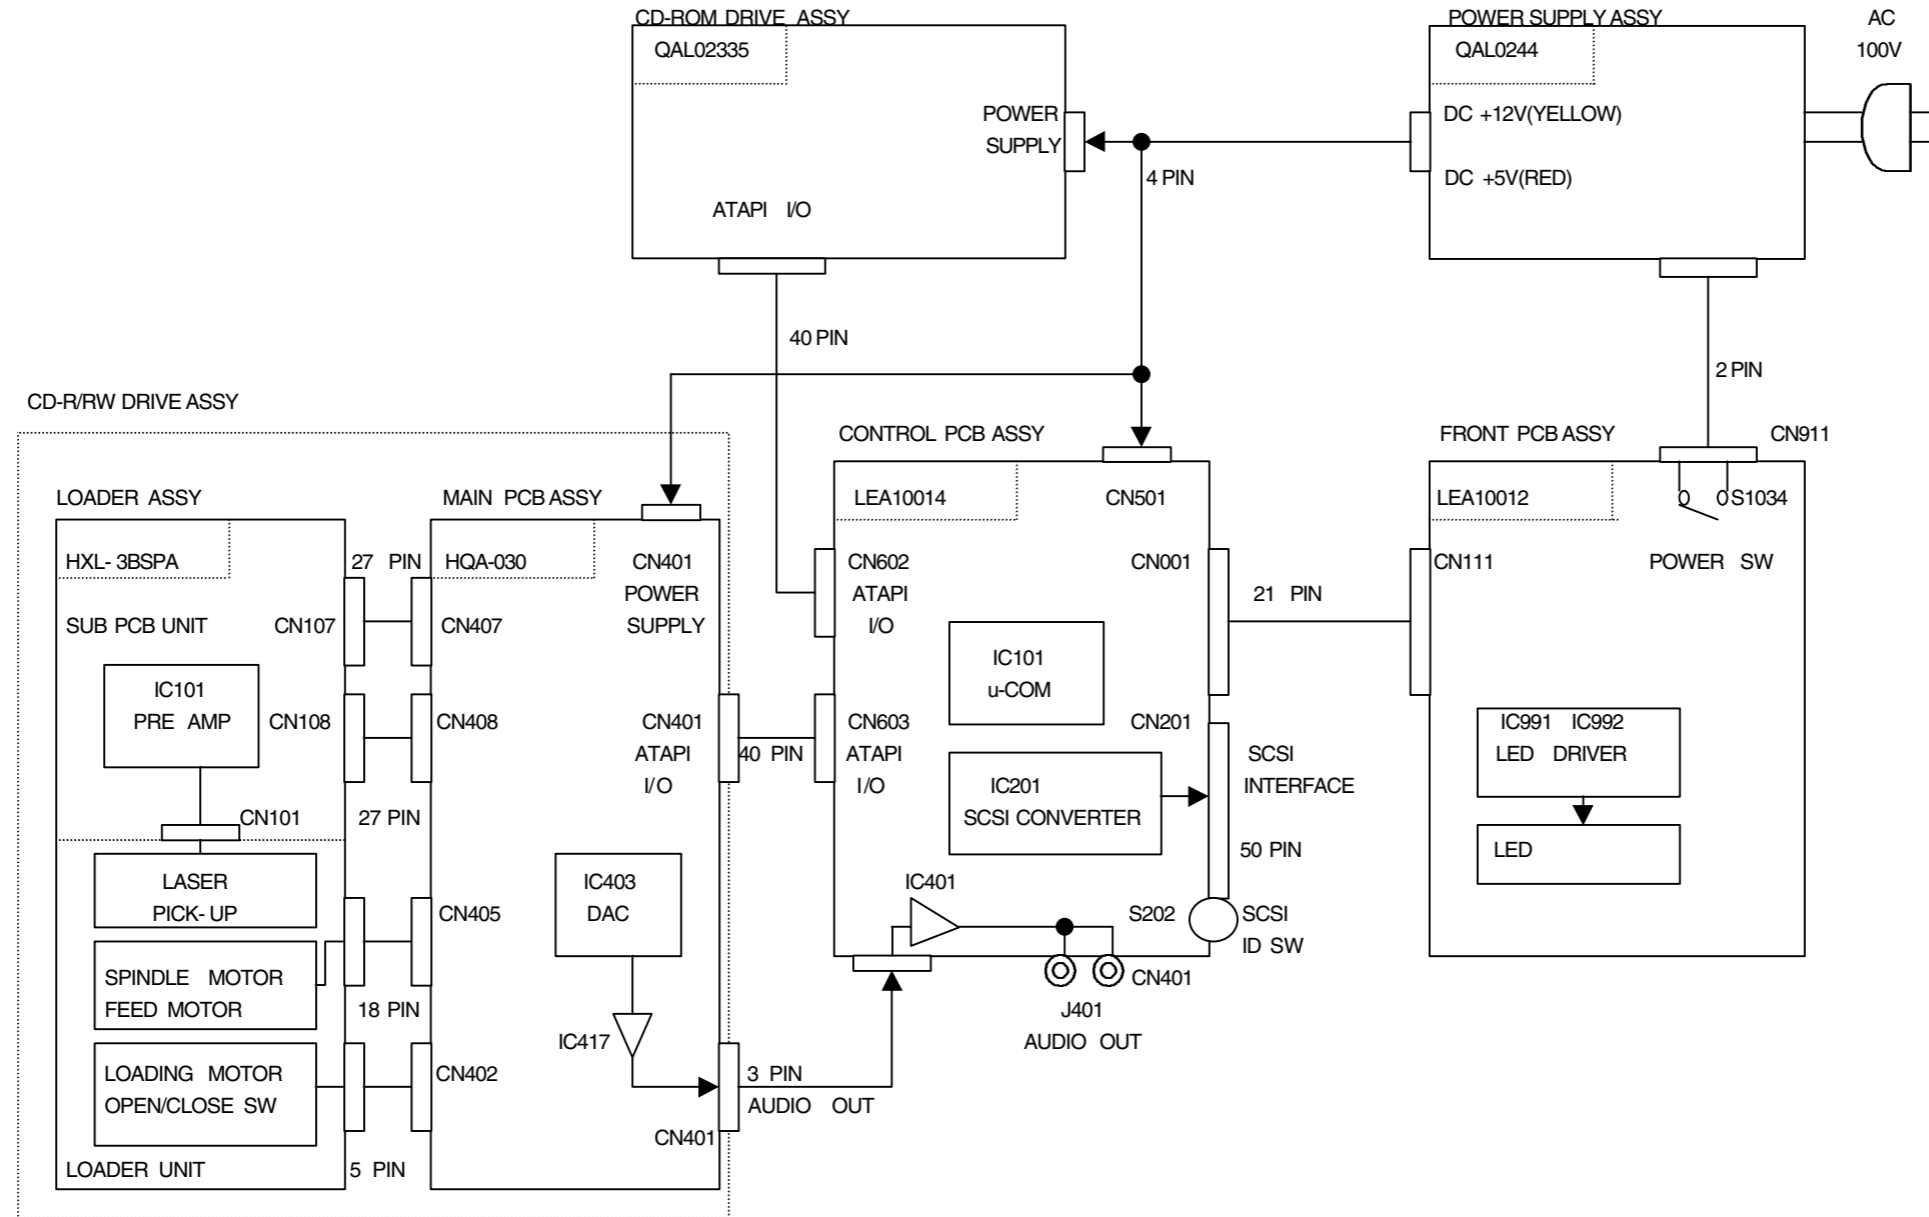 CD-ROM DRIVE ASSY
QAL02335
POWER
SUPPLY
ATAPI I/O
POWER SUPPLY ASSY
QAL0244
DC +12V(YELLOW)
DC +5V(RED)
AC
100V
4 PIN
40 PIN
2 PIN
CD-R/RW DRIVE ASSY
LOADER ASSY
HXL- 3BSPA
SUB PCB UNIT
CN107
IC101
PRE AMP
CN108
CN101
LASER
PICK- UP
SPINDLE MOTOR
FEED MOTOR
LOADING MOTOR
OPEN/CLOSE SW
LOADER UNIT
27 PIN
27 PIN
18 PIN
5 PIN
MAIN PCB ASSY
HQA-030
CN401
POWER
SUPPLY
CN407
CN408
CN401
ATAPI
I/O
IC403
DAC
CN405
IC417
CN402
CN401
40 PIN
3 PIN
AUDIO OUT
CONTROL PCB ASSY
LEA10014
CN501
CN602
ATAPI
I/O
CN001
IC101
u-COM
CN603
ATAPI
I/O
CN201
IC201
SCSI CONVERTER
SCSI
INTERFACE
50 PIN
IC401
S202
SCSI
ID SW
CN401
J401
AUDIO OUT
21 PIN
FRONT PCB ASSY
CN911
LEA10012
S1034
CN111
POWER SW
IC991 IC992
LED DRIVER
LED